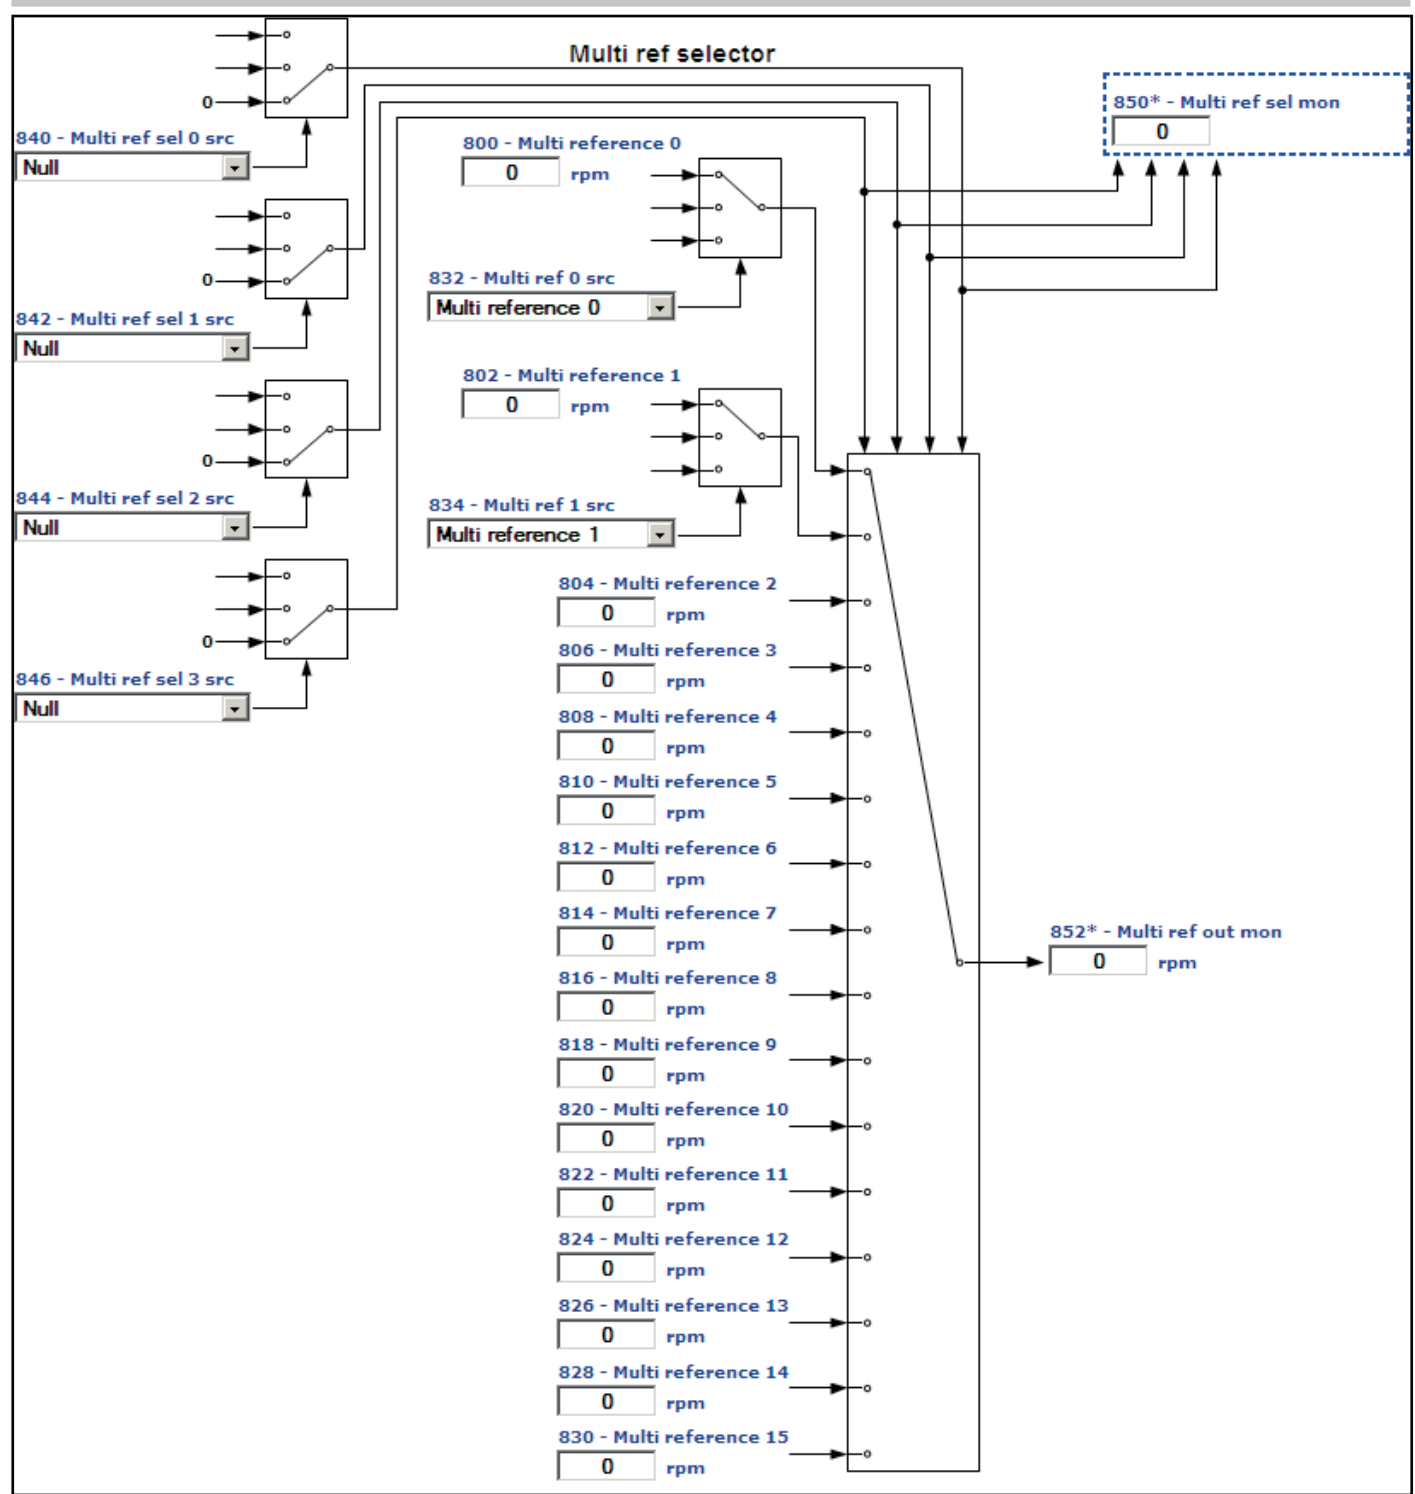 Multi ref selector
0
840 - Multi ref sel 0 src
Null
0
842 - Multi ref sel 1 src
Null
0
844 - Multi ref sel 2 src
Null
0
846 - Multi ref sel 3 src
Null
800 - Multi reference 0
0 rpm
832 - Multi ref 0 src
Multi reference 0
802 - Multi reference 1
0 rpm
834 - Multi ref 1 src
Multi reference 1
804 - Multi reference 2
0 rpm
806 - Multi reference 3
0 rpm
808 - Multi reference 4
0 rpm
810 - Multi reference 5
0 rpm
812 - Multi reference 6
0 rpm
814 - Multi reference 7
0 rpm
816 - Multi reference 8
0 rpm
818 - Multi reference 9
0 rpm
820 - Multi reference 10
0 rpm
822 - Multi reference 11
0 rpm
824 - Multi reference 12
0 rpm
826 - Multi reference 13
0 rpm
828 - Multi reference 14
0 rpm
830 - Multi reference 15
0 rpm
850* - Multi ref sel mon
0
852* - Multi ref out mon
0 rpm